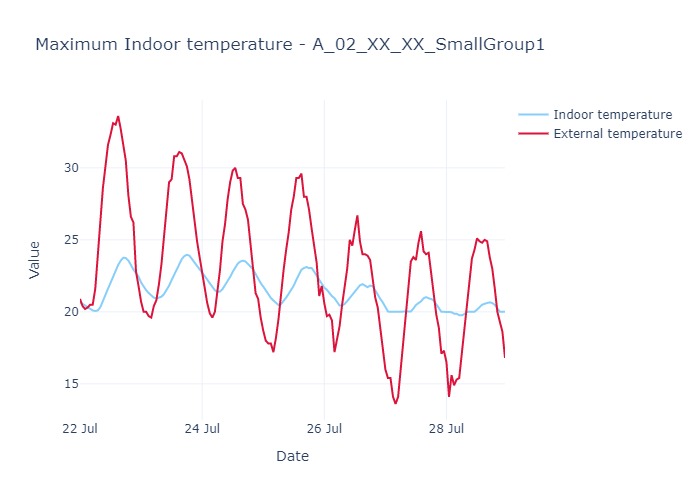 Maximum Indoor temperature - A_02_XX_XX_SmallGroup1
Indoor temperature
External temperature
30
25
20
15
Value
22 Jul
24 Jul
26 Jul
28 Jul
Date